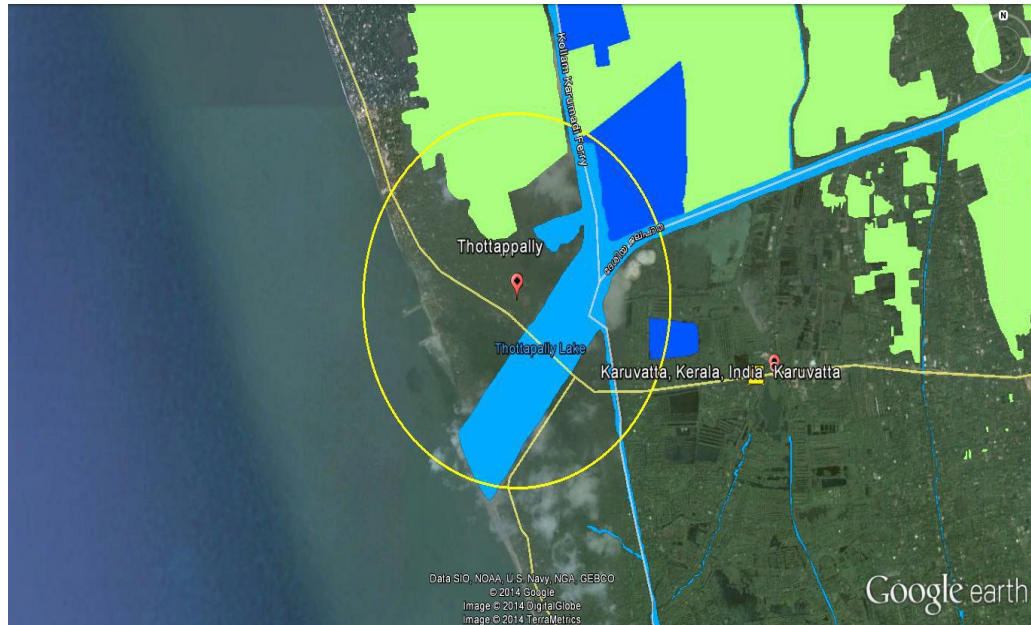 N
Kollam Karumadi Ferry
Thottappally
Thottapally Lake
Karuvatta, Kerala, India
Karuvatta
Data SIO, NOAA, U.S. Navy, NGA, GEBCO
© 2014 Google
Image © 2014 DigitalGlobe
Image © 2014 TerraMetrics
Google earth